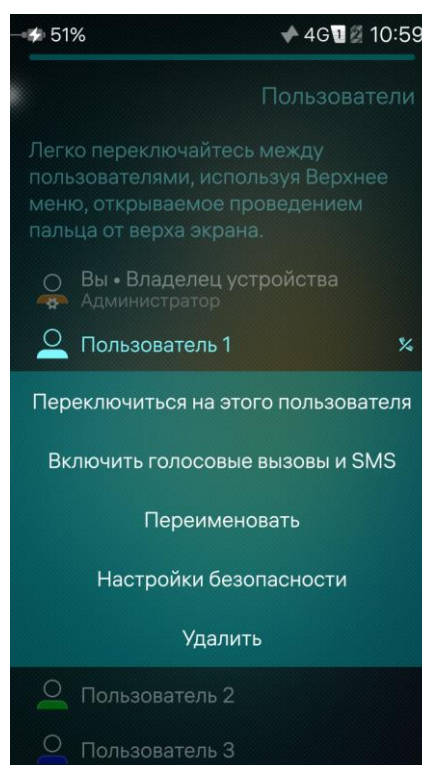 51% 4G 1 10:59
Пользователи
Легко переключайтесь между
пользователями, используя Верхнее
меню, открываемое проведением
пальца от верха экрана.
Вы • Владелец устройства
Администратор
Пользователь 1
Переключиться на этого пользователя
Включить голосовые вызовы и SMS
Переименовать
Настройки безопасности
Удалить
Пользователь 2
Пользователь 3